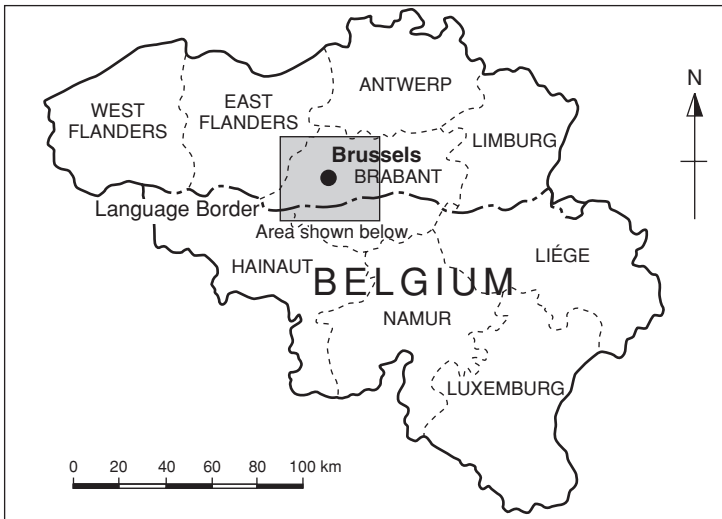 ANTWERP
N
WEST
FLANDERS
EAST
FLANDERS
LIMBURG
Brussels
BRABANT
Language Border
Area shown below
HAINAUT
LIÉGE
BELGIUM
NAMUR
LUXEMBURG
0 20 40 60 80 100 km